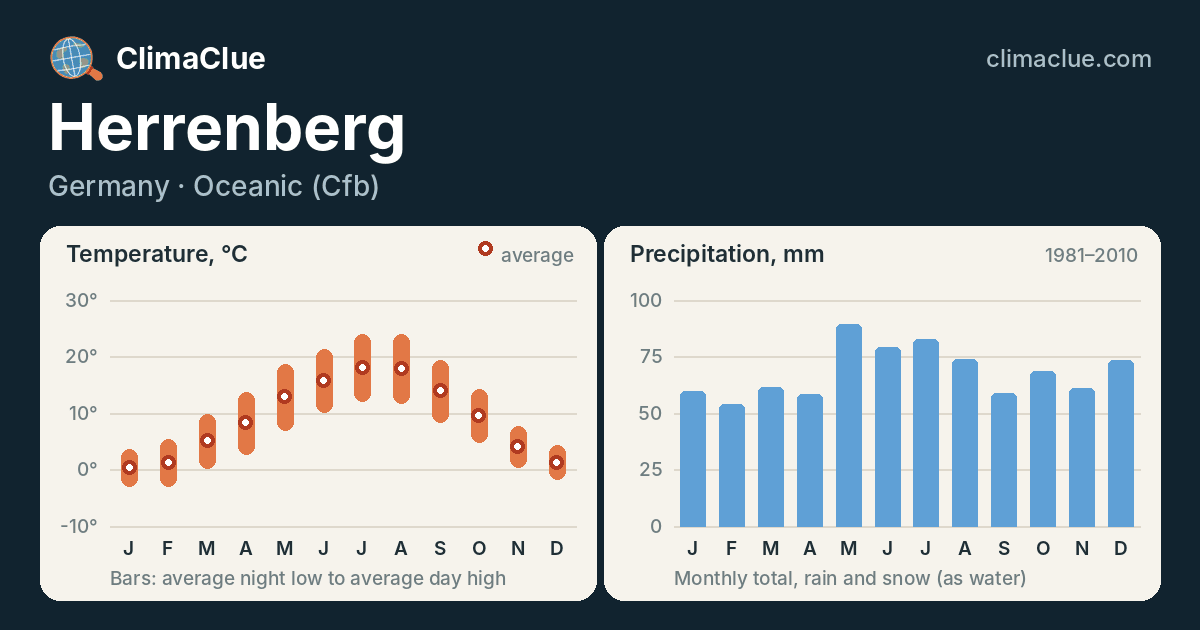 ClimaClue
climaclue.com
Herrenberg
Germany · Oceanic (Cfb)
Temperature, °C
average
30°
20°
10°
0°
-10°
J F M A M J J A S O N D
Bars: average night low to average day high
Precipitation, mm
1981–2010
100
75
50
25
0
J F M A M J J A S O N D
Monthly total, rain and snow (as water)